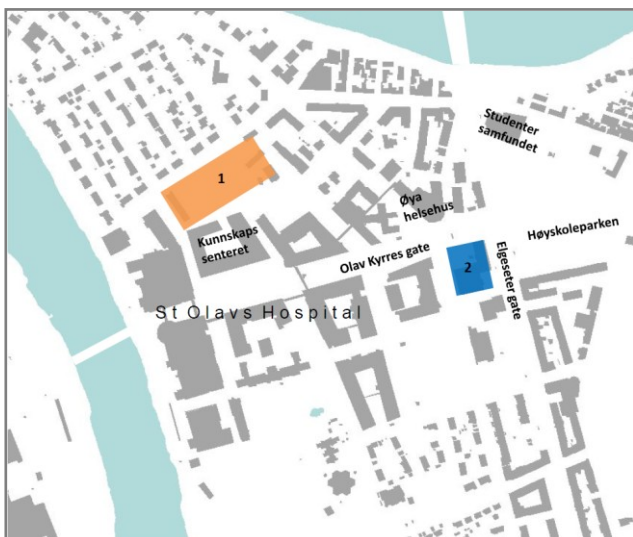 Studenter
samfundet
1
Øya
helsehus
Høyskoleparken
Kunnskaps
senteret
Olav Kyrres gate
Elgeseter gate
2
St Olavs Hospital